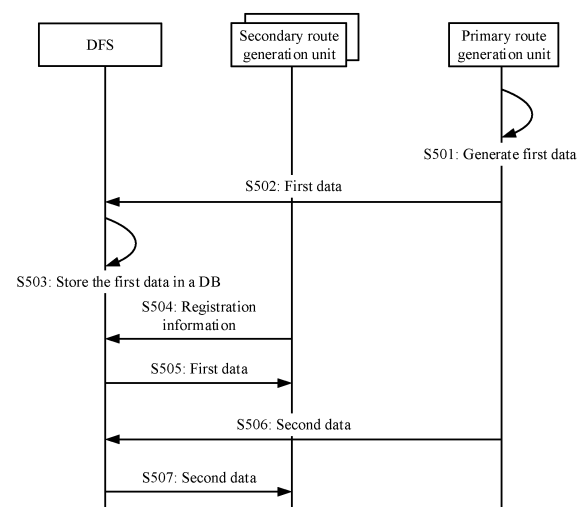 DFS
Secondary route
generation unit
Primary route
generation unit
S501: Generate first data
S502: First data
S503: Store the first data in a DB
S504: Registration
information
S505: First data
S506: Second data
S507: Second data